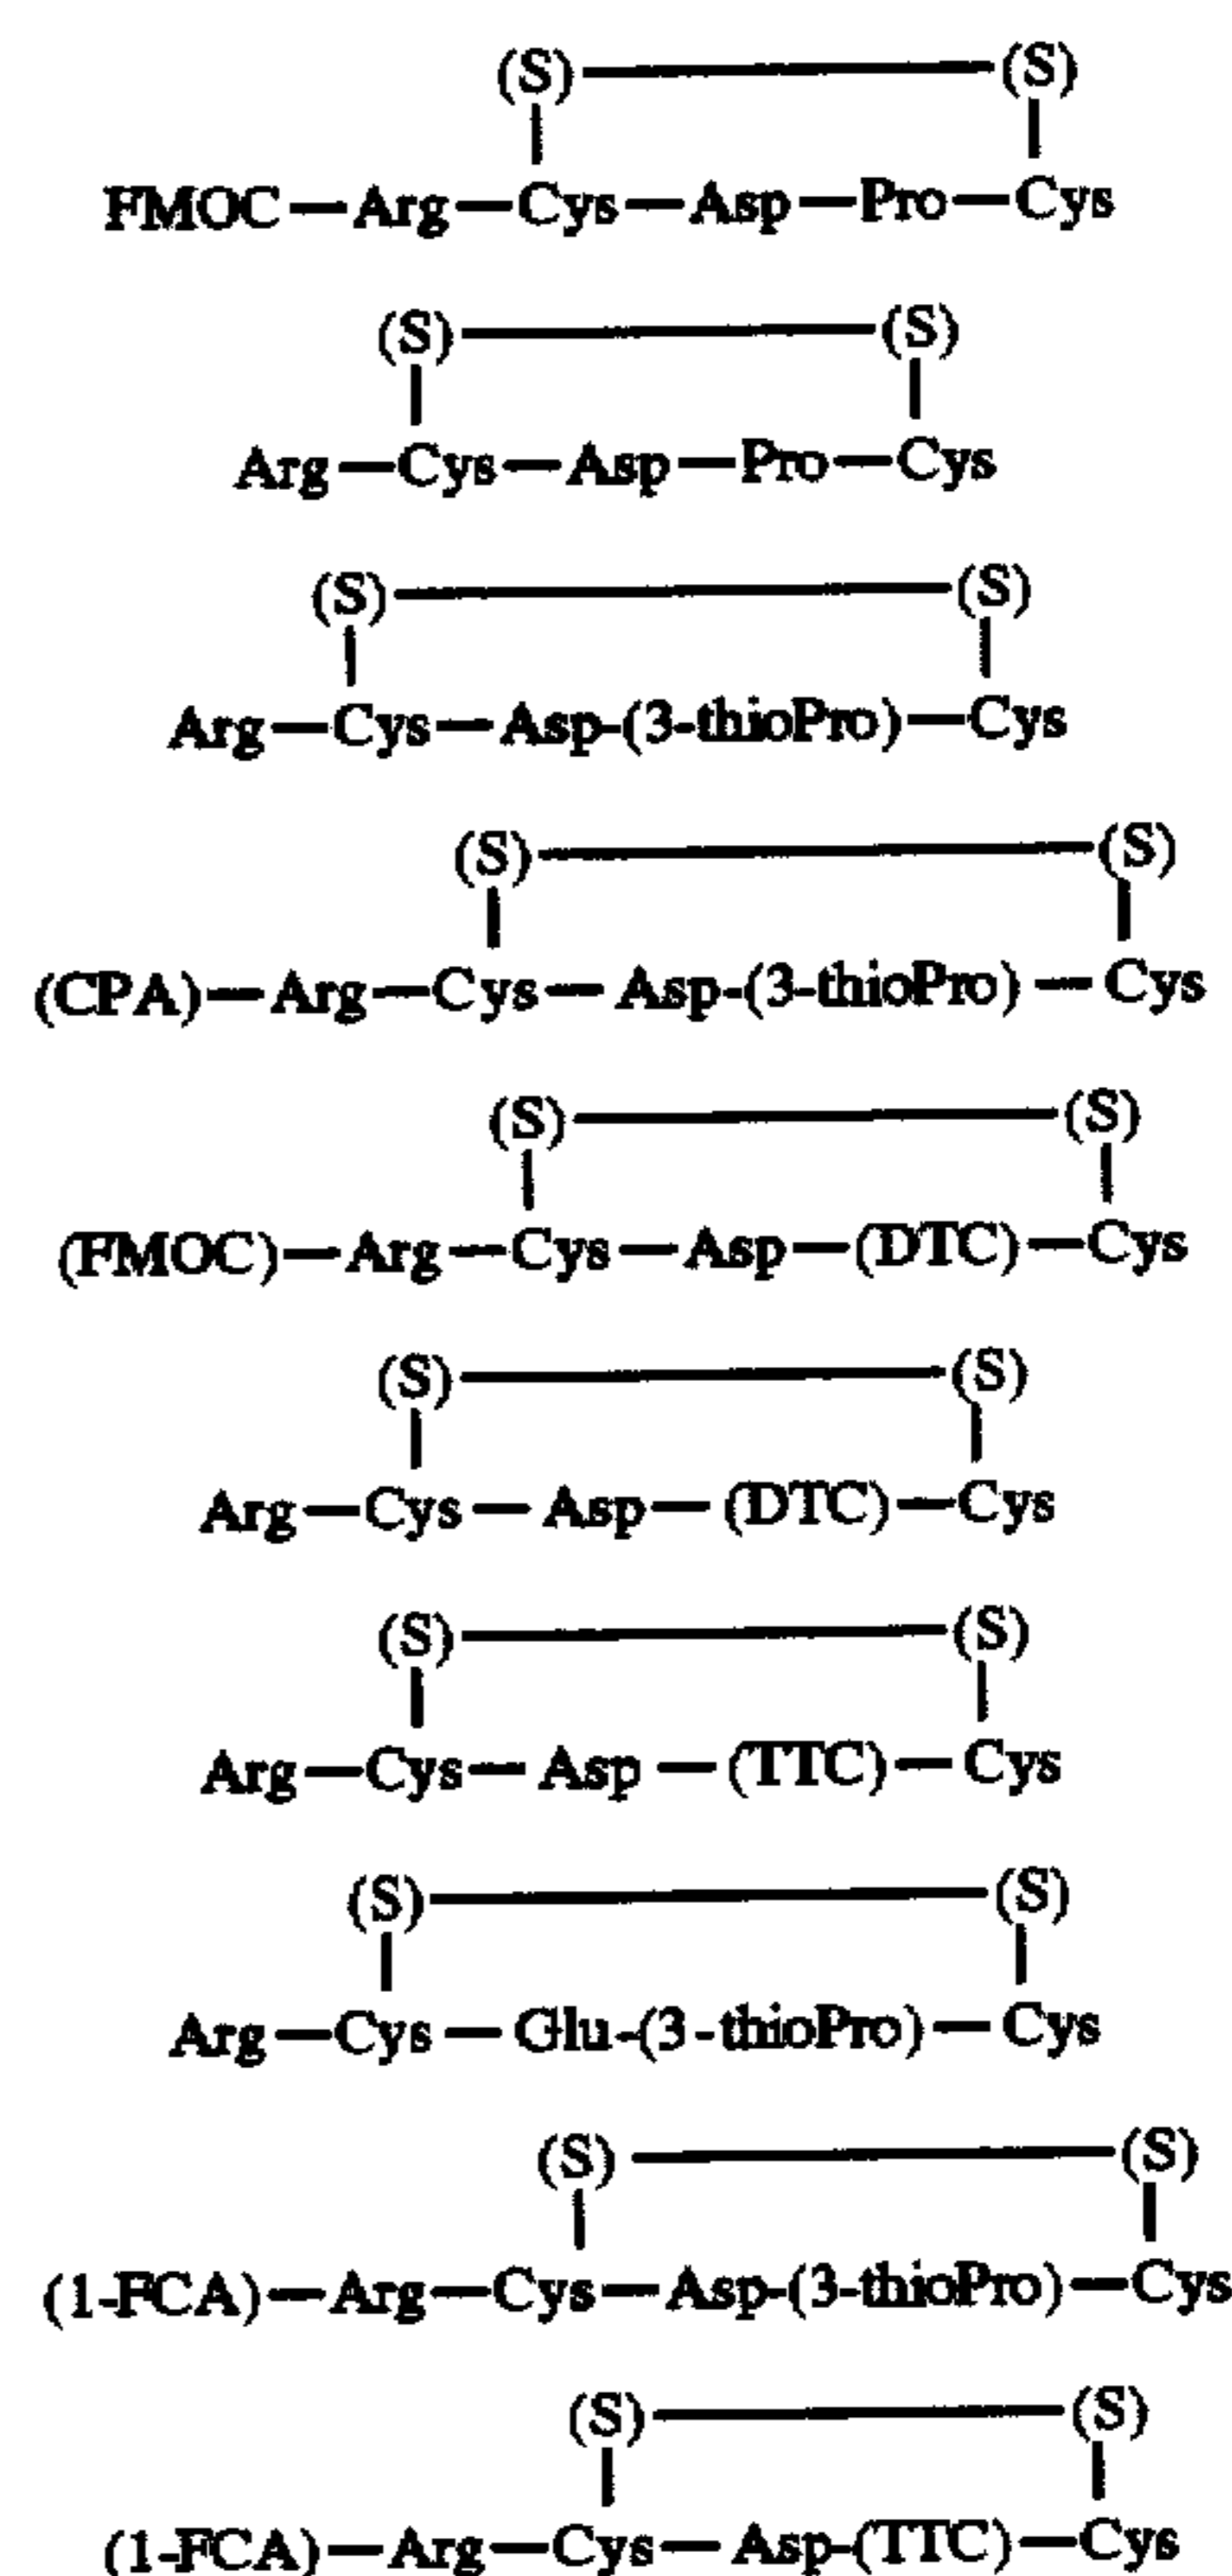 (S) (S)
FMOC—Arg—Cys—Asp—Pro—Cys
(S) (S)
Arg—Cys—Asp—Pro—Cys
(S) (S)
Arg—Cys—Asp-(3-thioPro)—Cys
(S) (S)
(CPA)—Arg—Cys—Asp-(3-thioPro)—Cys
(S) (S)
(FMOC)—Arg—Cys—Asp—(DTC)—Cys
(S) (S)
Arg—Cys—Asp—(DTC)—Cys
(S) (S)
Arg—Cys—Asp—(TTC)—Cys
(S) (S)
Arg—Cys—Glu-(3-thioPro)—Cys
(S) (S)
(1-FCA)—Arg—Cys—Asp-(3-thioPro)—Cys
(S) (S)
(1-FCA)—Arg—Cys—Asp-(TTC)—Cys